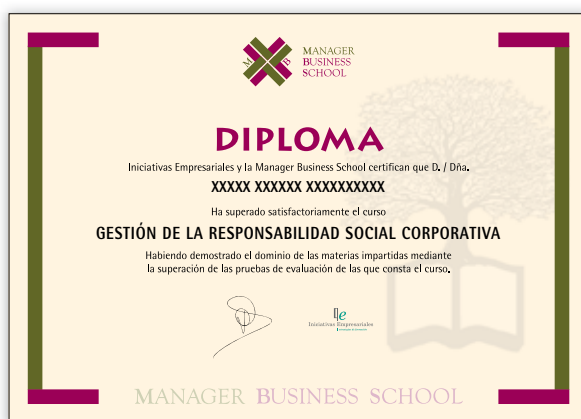 M B
MANAGER
BUSINESS
SCHOOL
DIPLOMA
Iniciativas Empresariales y la Manager Business School certifican que D. / Dña.
XXXXX XXXXXX XXXXXXXXXX
Ha superado satisfactoriamente el curso
GESTIÓN DE LA RESPONSABILIDAD SOCIAL CORPORATIVA
Habiendo demostrado el dominio de las materias impartidas mediante
la superación de las pruebas de evaluación de las que consta el curso.
Iniciativas Empresariales
MANAGER BUSINESS SCHOOL